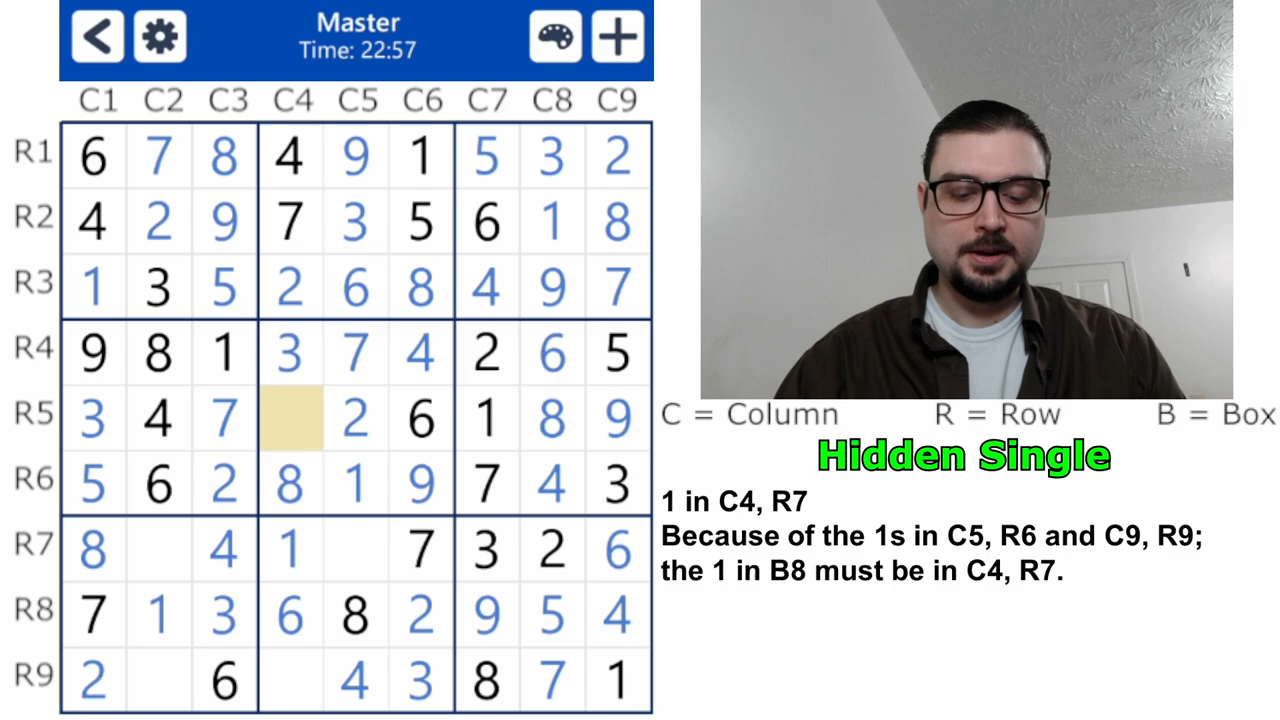 Master
Time: 22:57
C1 C2 C3 C4 C5 C6 C7 C8 C9
R1 6 7 8 4 9 1 5 3 2
R2 4 2 9 7 3 5 6 1 8
R3 1 3 5 2 6 8 4 9 7
R4 9 8 1 3 7 4 2 6 5
R5 3 4 7 2 6 1 8 9
R6 5 6 2 8 1 9 7 4 3
R7 8 4 1 7 3 2 6
R8 7 1 3 6 8 2 9 5 4
R9 2 6 4 3 8 7 1
C = Column R = Row B = Box
Hidden Single
1 in C4, R7
Because of the 1s in C5, R6 and C9, R9;
the 1 in B8 must be in C4, R7.